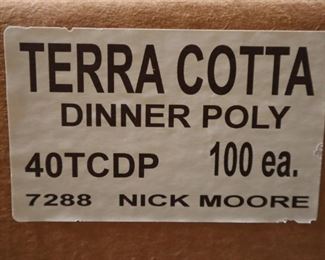 TERRA COTTA
DINNER POLY
40TCDP 100 ea.
7288 NICK MOORE